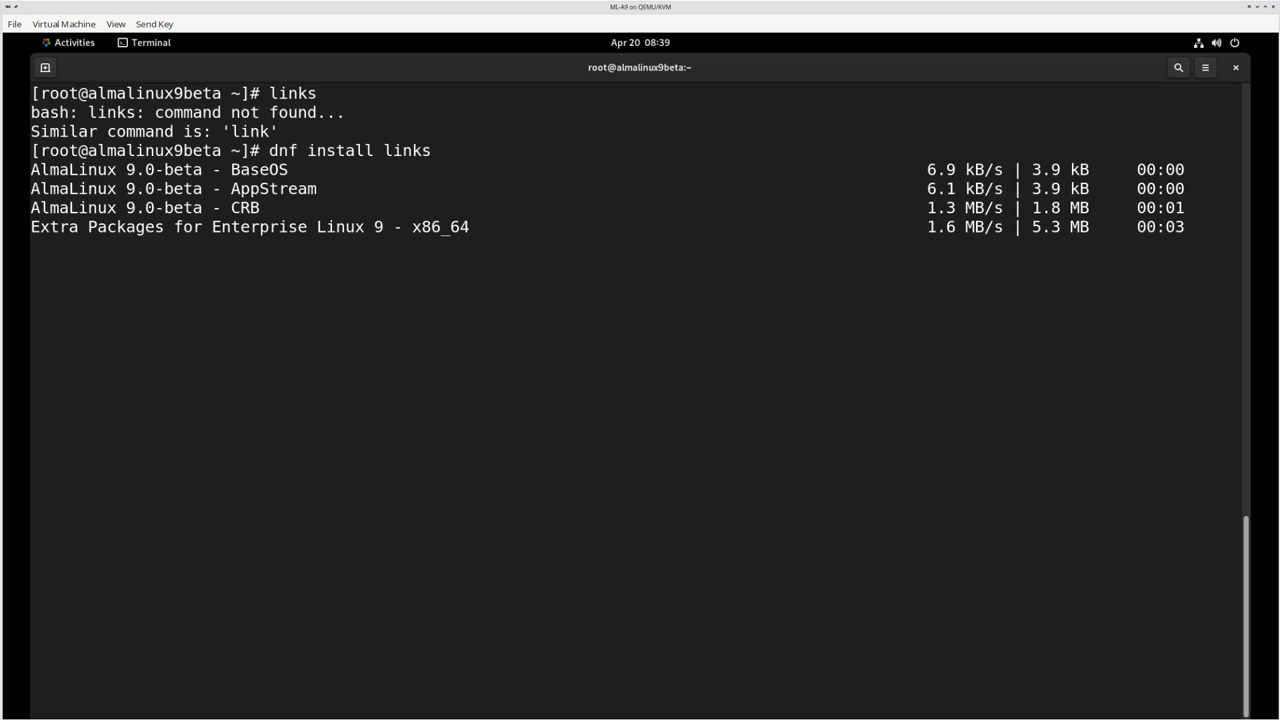 ML-A9 on QEMU/KVM
File Virtual Machine View Send Key
Activities Terminal Apr 20 08:39
root@almalinux9beta:~
[root@almalinux9beta ~]# links
bash: links: command not found...
Similar command is: 'link'
[root@almalinux9beta ~]# dnf install links
AlmaLinux 9.0-beta - BaseOS 6.9 kB/s | 3.9 kB 00:00
AlmaLinux 9.0-beta - AppStream 6.1 kB/s | 3.9 kB 00:00
AlmaLinux 9.0-beta - CRB 1.3 MB/s | 1.8 MB 00:01
Extra Packages for Enterprise Linux 9 - x86_64 1.6 MB/s | 5.3 MB 00:03